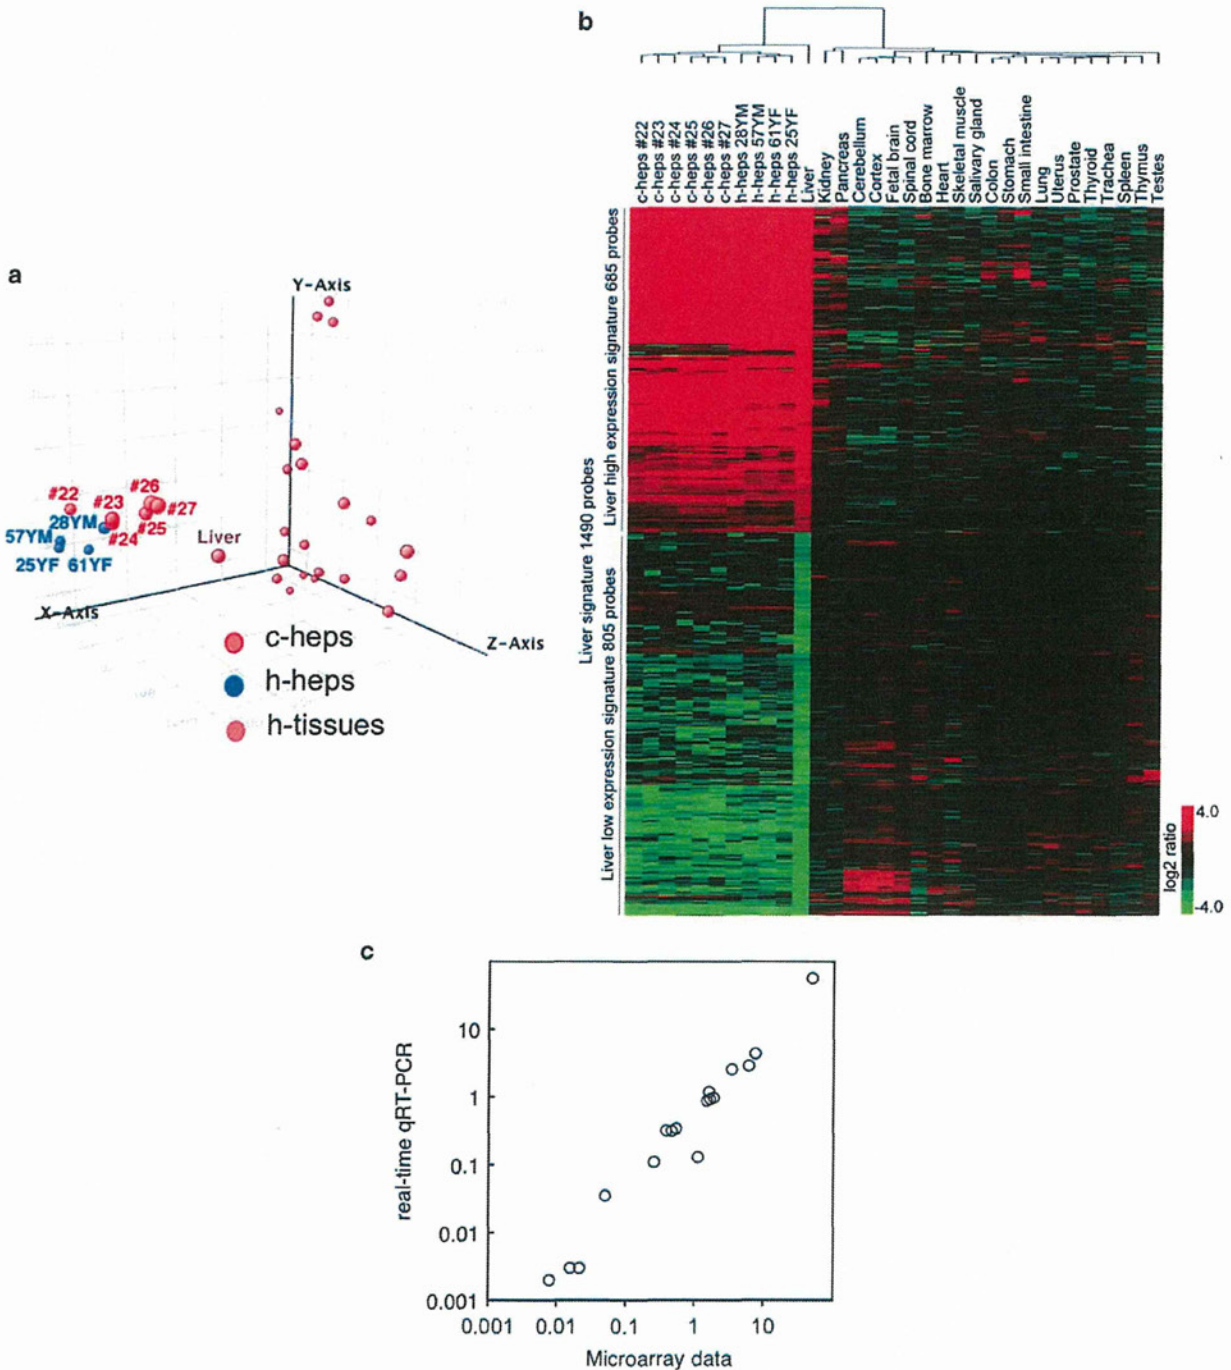 a
Y-Axis
#22
#23
#26
#27
28YM
#25
#24
57YM
25YF 61YF
Liver
X-Axis
Z-Axis
c-heps
h-heps
h-tissues
b
c-heps #22
c-heps #23
c-heps #24
c-heps #25
c-heps #26
c-heps #27
h-heps 28YM
h-heps 57YM
h-heps 61YF
h-heps 25YF
Liver
Kidney
Pancreas
Cerebellum
Cortex
Fetal brain
Spinal cord
Bone marrow
Heart
Skeletal muscle
Salivary gland
Colon
Stomach
Small intestine
Lung
Uterus
Prostate
Thyroid
Trachea
Spleen
Thymus
Testes
Liver signature 1490 probes
Liver high expression signature 685 probes
Liver low expression signature 805 probes
log2 ratio
4.0
-4.0
c
real-time qRT-PCR
10
1
0.1
0.01
0.001
0.001 0.01 0.1 1 10
Microarray data